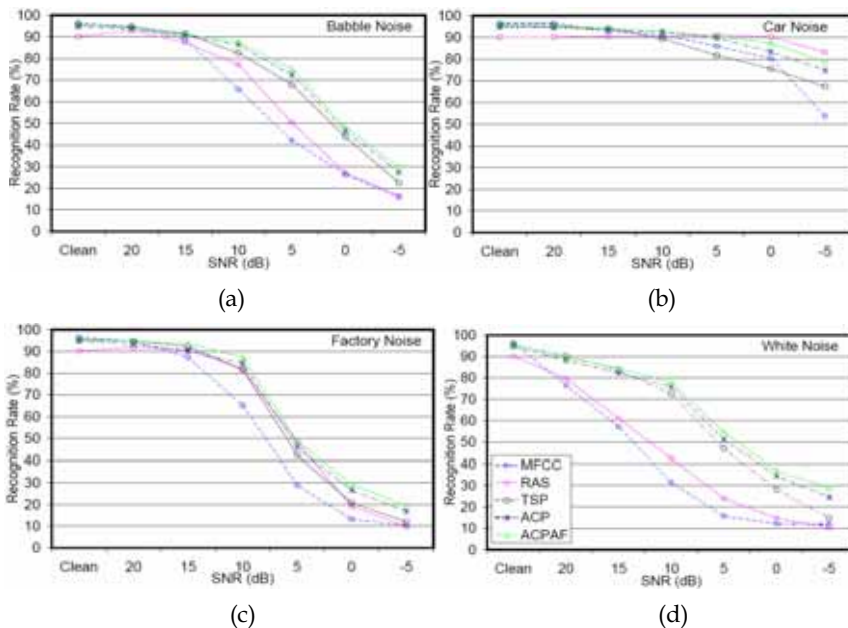 Babble Noise
Recognition Rate (%)
100
90
80
70
60
50
40
30
20
10
0
Clean 20 15 10 5 0 -5
SNR (dB)
(a)
Car Noise
Recognition Rate (%)
100
90
80
70
60
50
40
30
20
10
0
Clean 20 15 10 5 0 -5
SNR (dB)
(b)
Factory Noise
Recognition Rate (%)
100
90
80
70
60
50
40
30
20
10
0
Clean 20 15 10 5 0 -5
SNR (dB)
(c)
White Noise
Recognition Rate (%)
100
90
80
70
60
50
40
30
20
10
0
MFCC
RAS
TSP
ACP
ACPAF
Clean 20 15 10 5 0 -5
SNR (dB)
(d)